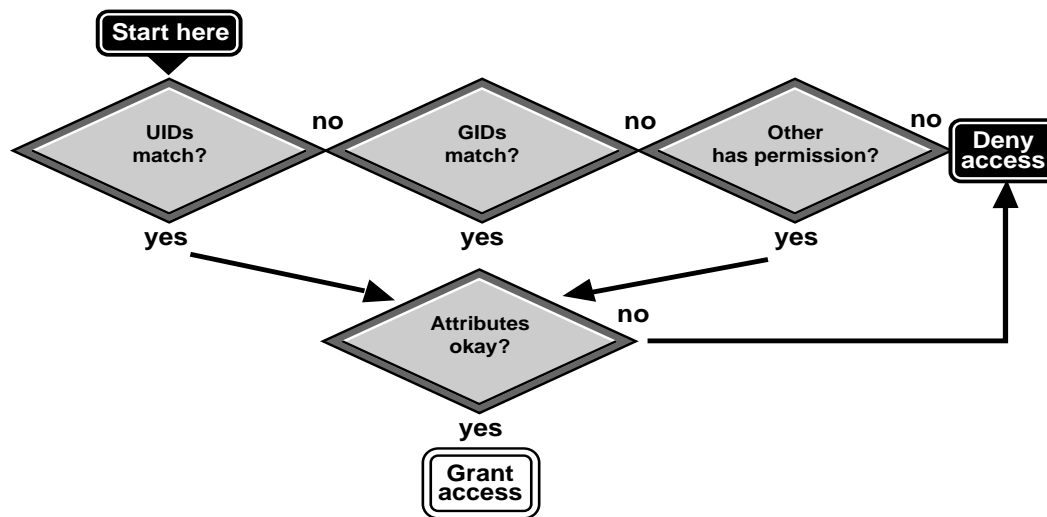 Start here
UIDs
match?
no
GIDs
match?
no
Other
has permission?
no
Deny
access
yes
yes
yes
Attributes
okay?
no
yes
Grant
access